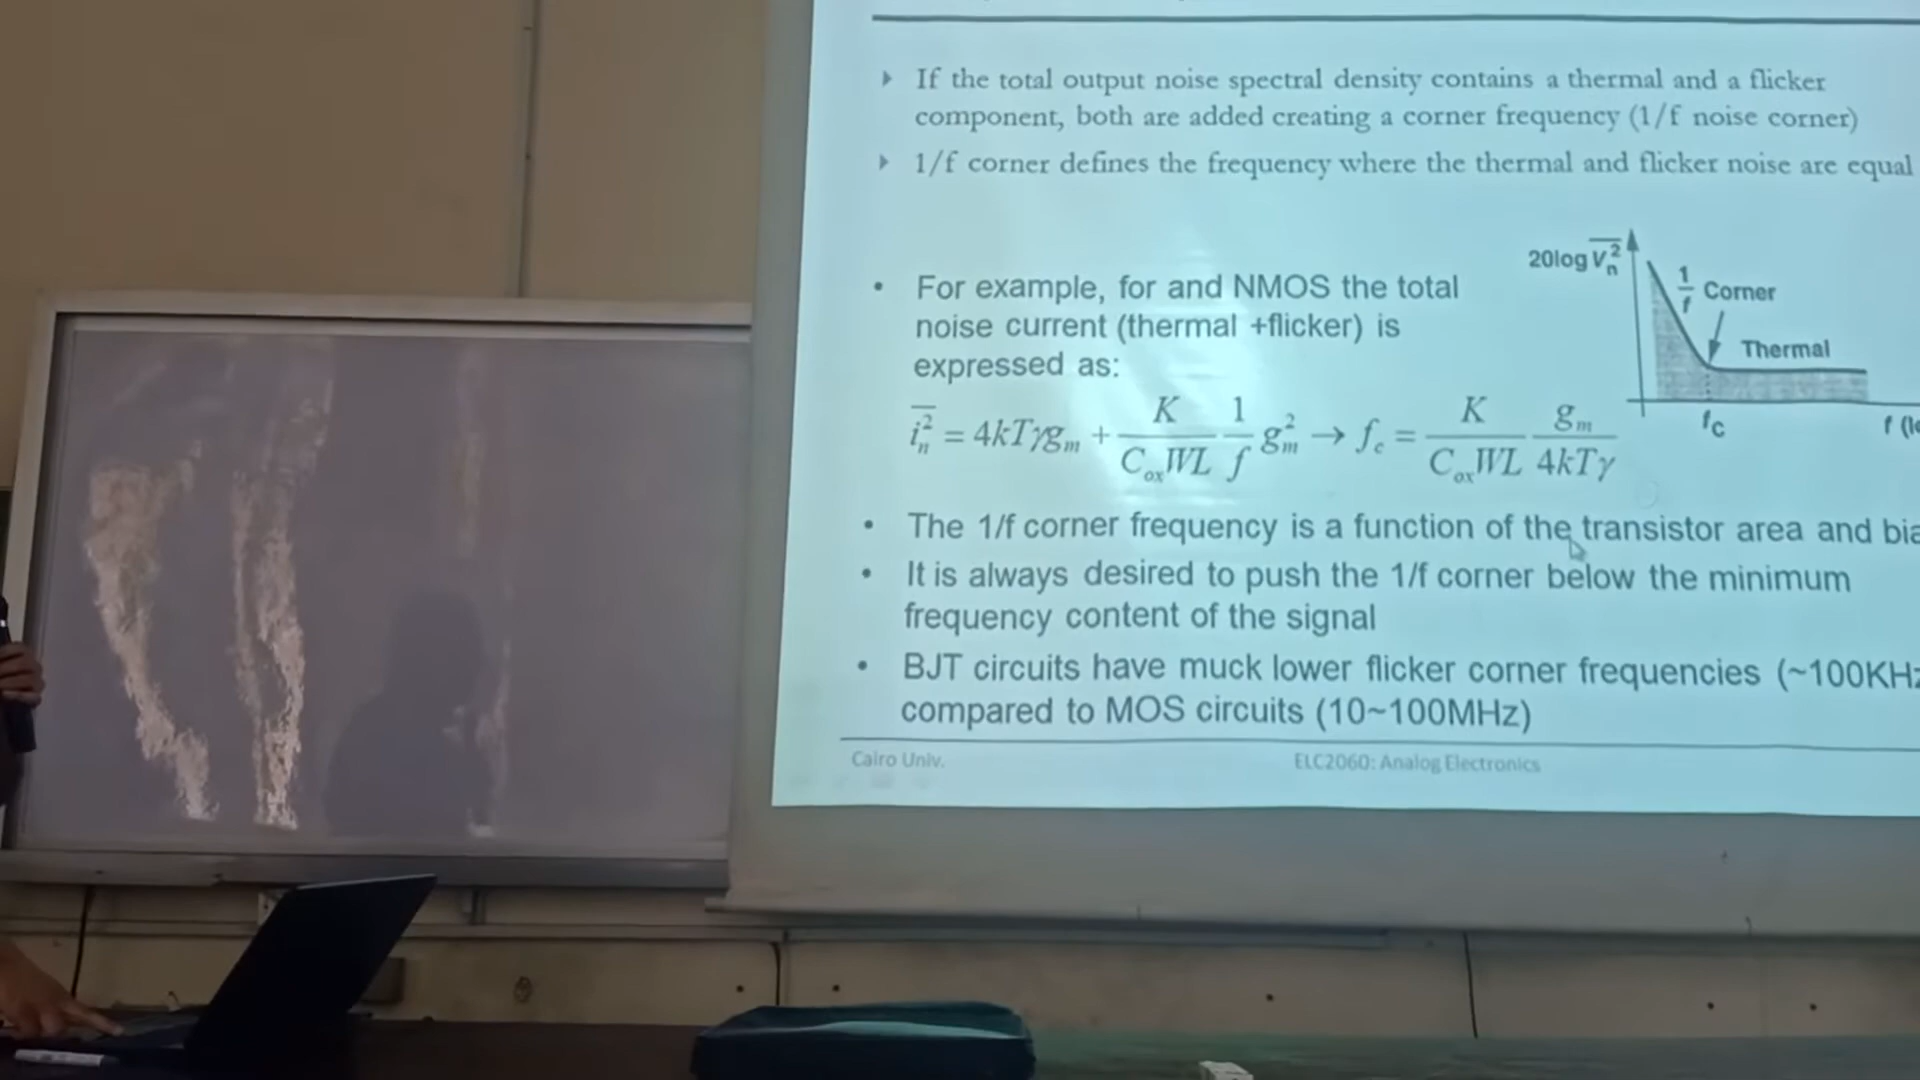 If the total output noise spectral density contains a thermal and a flicker
component, both are added creating a corner frequency (1/f noise corner)
1/f corner defines the frequency where the thermal and flicker noise are equal
20log V_n^2
1/f Corner
Thermal
f_C
f
• For example, for and NMOS the total
noise current (thermal +flicker) is
expressed as:
i_n^2 = 4kTγg_m + K/(C_ox WL) 1/f g_m^2 → f_c = K/(C_ox WL) g_m/(4kTγ)
• The 1/f corner frequency is a function of the transistor area and
• It is always desired to push the 1/f corner below the minimum
frequency content of the signal
• BJT circuits have muck lower flicker corner frequencies (~100KHz
compared to MOS circuits (10~100MHz)
Cairo Univ.
ELC2060: Analog Electronics